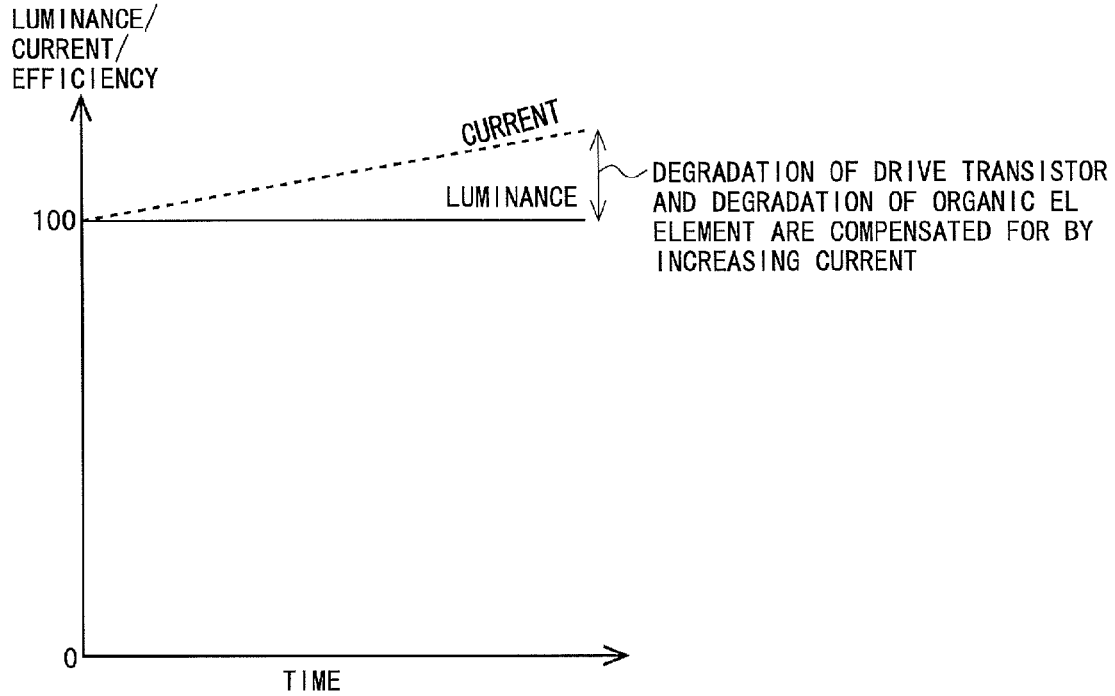 LUMINANCE/
CURRENT/
EFFICIENCY
CURRENT
LUMINANCE
100
DEGRADATION OF DRIVE TRANSISTOR
AND DEGRADATION OF ORGANIC EL
ELEMENT ARE COMPENSATED FOR BY
INCREASING CURRENT
0
TIME